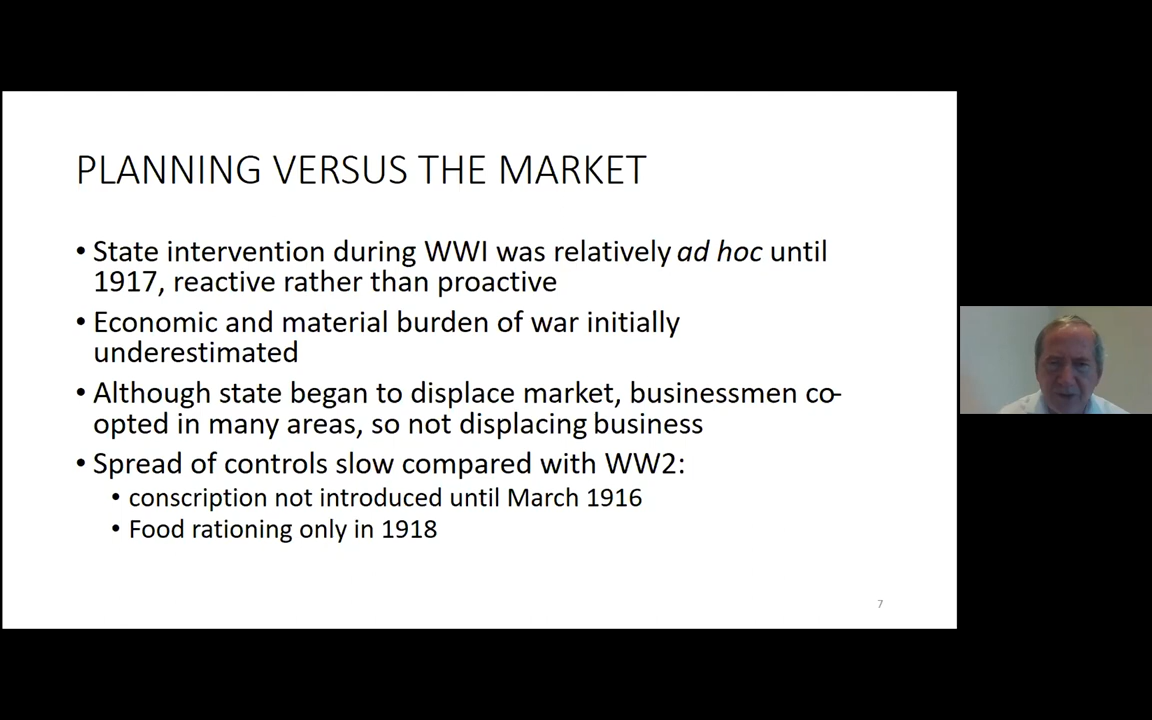 PLANNING VERSUS THE MARKET
• State intervention during WWI was relatively ad hoc until
1917, reactive rather than proactive
• Economic and material burden of war initially
underestimated
• Although state began to displace market, businessmen co-
opted in many areas, so not displacing business
• Spread of controls slow compared with WW2:
• conscription not introduced until March 1916
• Food rationing only in 1918
7